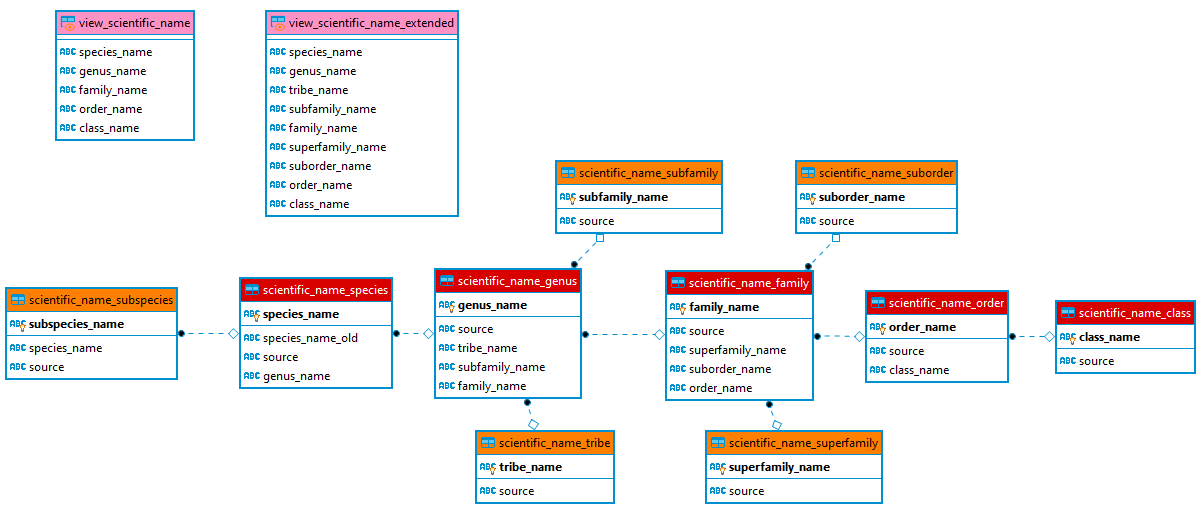 view_scientific_name
ABC species_name
ABC genus_name
ABC family_name
ABC order_name
ABC class_name
view_scientific_name_extended
ABC species_name
ABC genus_name
ABC tribe_name
ABC subfamily_name
ABC family_name
ABC superfamily_name
ABC suborder_name
ABC order_name
ABC class_name
scientific_name_subfamily
ABC subfamily_name
ABC source
scientific_name_suborder
ABC suborder_name
ABC source
scientific_name_subspecies
ABC subspecies_name
ABC species_name
ABC source
scientific_name_species
ABC species_name
ABC species_name_old
ABC source
ABC genus_name
scientific_name_genus
ABC genus_name
ABC source
ABC tribe_name
ABC subfamily_name
ABC family_name
scientific_name_family
ABC family_name
ABC source
ABC superfamily_name
ABC suborder_name
ABC order_name
scientific_name_order
ABC order_name
ABC source
ABC class_name
scientific_name_class
ABC class_name
ABC source
scientific_name_tribe
ABC tribe_name
ABC source
scientific_name_superfamily
ABC superfamily_name
ABC source